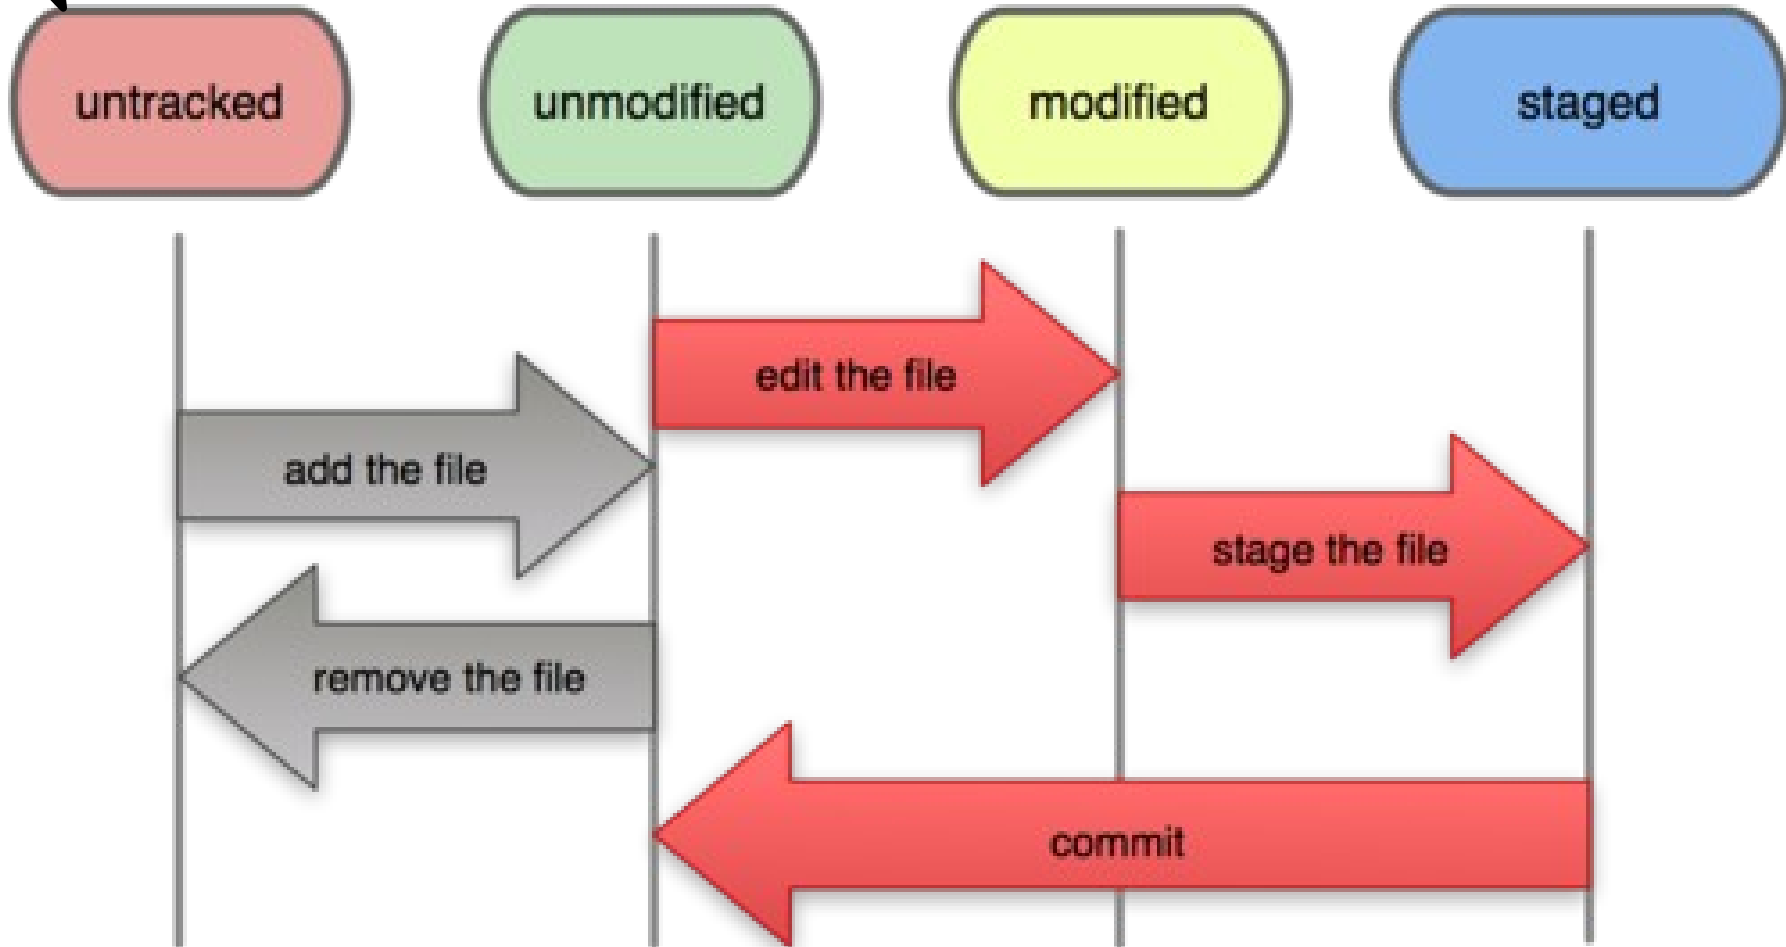 untracked
unmodified
modified
staged
edit the file
add the file
stage the file
remove the file
commit